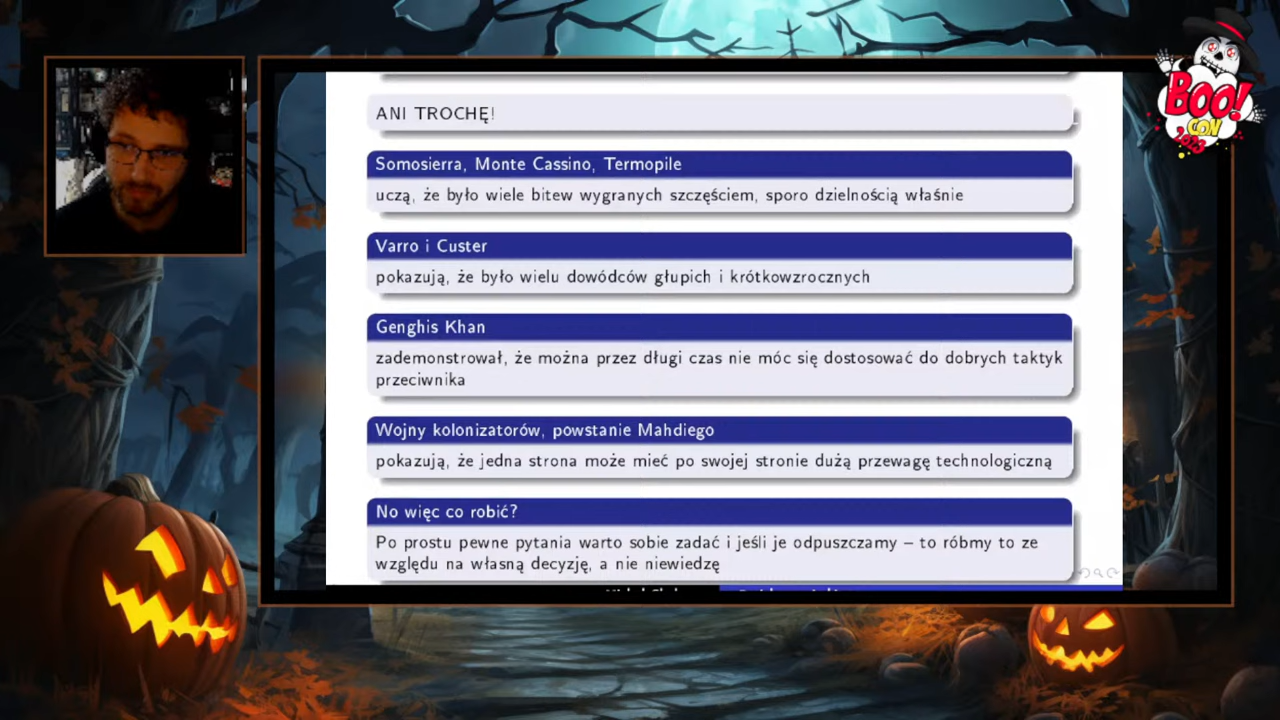 ANI TROCHĘ!
Somosierra, Monte Cassino, Termopile
uczą, że było wiele bitew wygranych szczęściem, sporo dzielnością właśnie
Varro i Custer
pokazują, że było wielu dowódców głupich i krótkowzrocznych
Genghis Khan
zademonstrował, że można przez długi czas nie móc się dostosować do dobrych taktyk
przeciwnika
Wojny kolonizatorów, powstanie Mahdiego
pokazują, że jedna strona może mieć po swojej stronie dużą przewagę technologiczną
No więc co robić?
Po prostu pewne pytania warto sobie zadać i jeśli je odpuszczamy – to róbmy to ze
względu na własną decyzję, a nie niewiedzę
BOO!
CON
2023